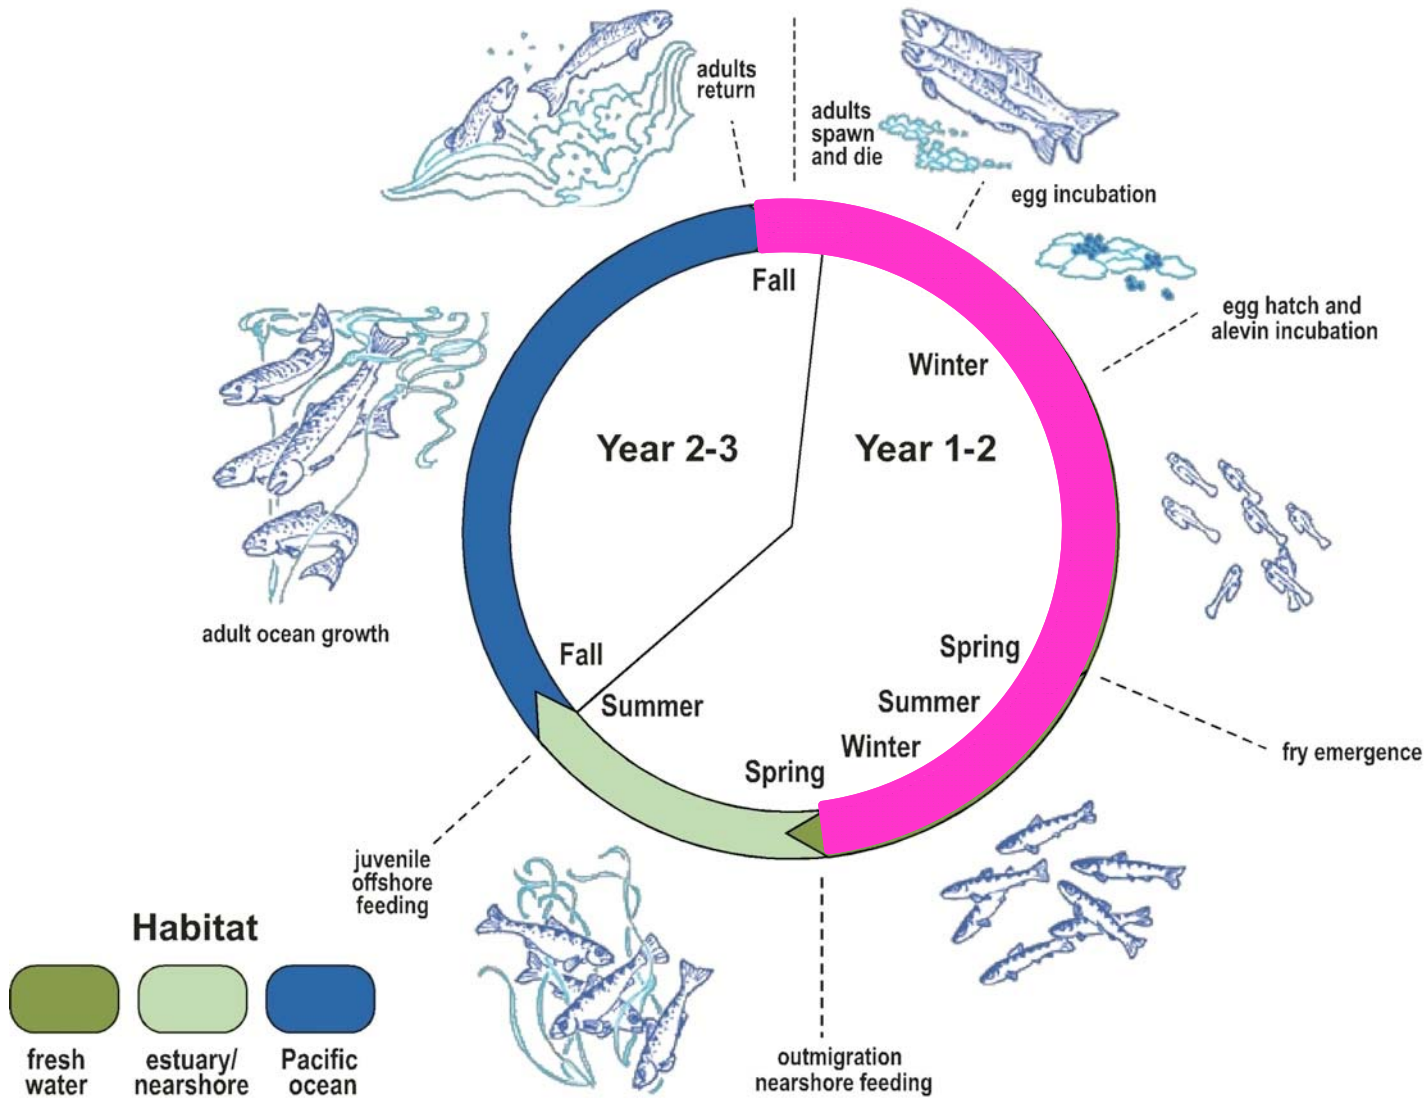 adults
return
adults
spawn
and die
egg incubation
egg hatch and
alevin incubation
Fall
Winter
Year 2-3
Year 1-2
adult ocean growth
Fall
Summer
Spring
Summer
Winter
Spring
fry emergence
juvenile
offshore
feeding
outmigration
nearshore feeding
Habitat
fresh
water
estuary/
nearshore
Pacific
ocean